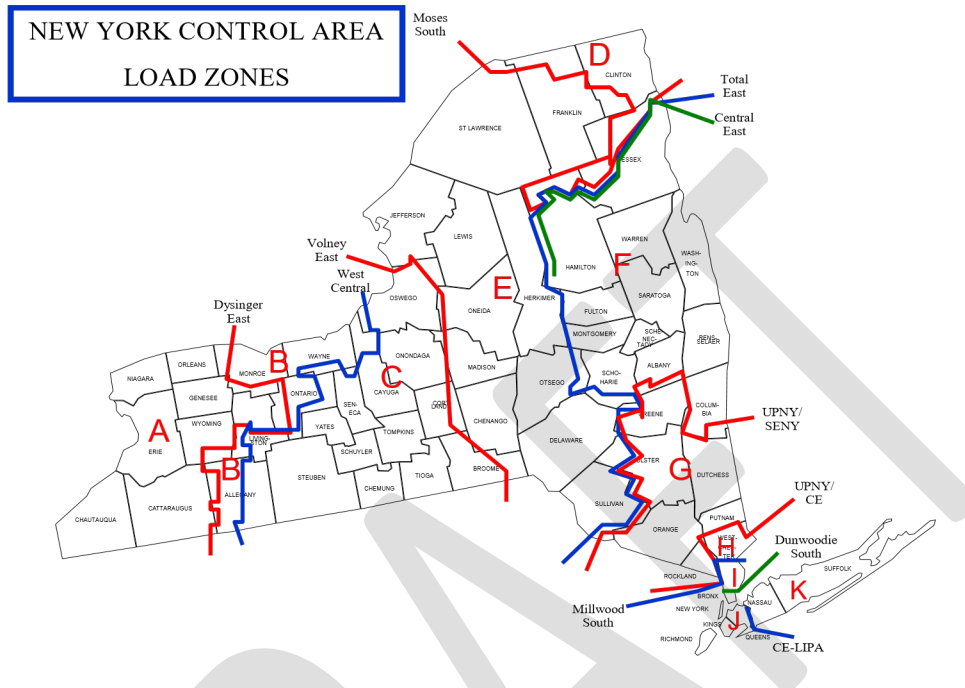 NEW YORK CONTROL AREA
LOAD ZONES
Moses
South
D
CLINTON
Total
East
FRANKLIN
Central
East
ST LAWRENCE
ESSEX
JEFFERSON
LEWIS
WARREN
WASH-
ING-
TON
Volney
East
West
Central
HAMILTON
F
E
SARATOGA
OSWEGO
HERKIMER
ONEIDA
FULTON
Dysinger
East
MONTGOMERY
SCHE
NEC-
TADY
RENS-
SELAER
WAYNE
ONONDAGA
ORLEANS
B
MONROE
MADISON
ALBANY
NIAGARA
C
OTSEGO
SCHO-
HARIE
GENESEE
ONTARIO
CAYUGA
SEN-
ECA
CORT
LAND
COLUM-
BIA
UPNY/
SENY
WYOMING
CHENANGO
GREENE
A
LIVING-
STON
YATES
TOMPKINS
DELAWARE
ERIE
SCHUYLER
ULSTER
G
B
STEUBEN
TIOGA
BROOME
DUTCHESS
ALLEGANY
CHEMUNG
UPNY/
CE
CATTARAUGUS
SULLIVAN
CHAUTAUQUA
PUTNAM
ORANGE
WEST-
CHES-
TER
H
Dunwoodie
South
SUFFOLK
ROCKLAND
I
K
BRONX
NASSAU
Millwood
South
NEW YORK
KINGS
J
QUEENS
RICHMOND
CE-LIPA